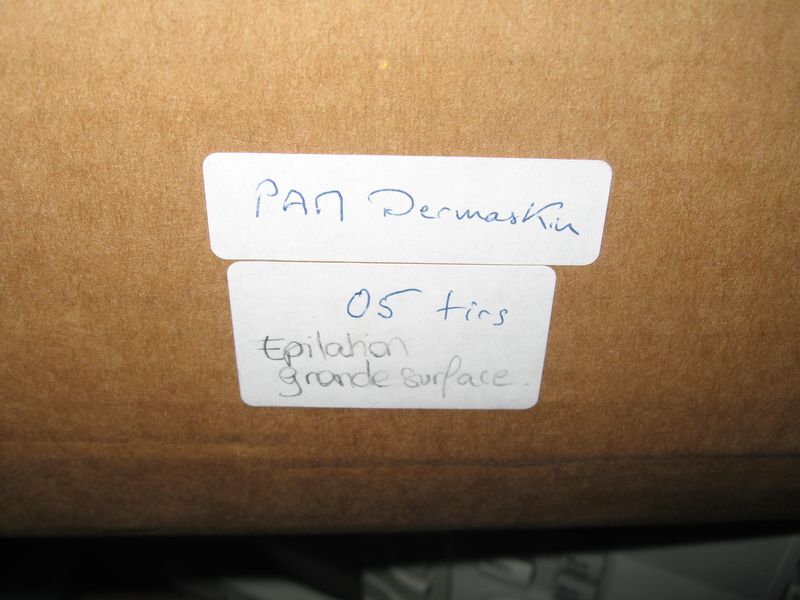 PAM Dermaskin
05 tirs
Epilation
grande surface.